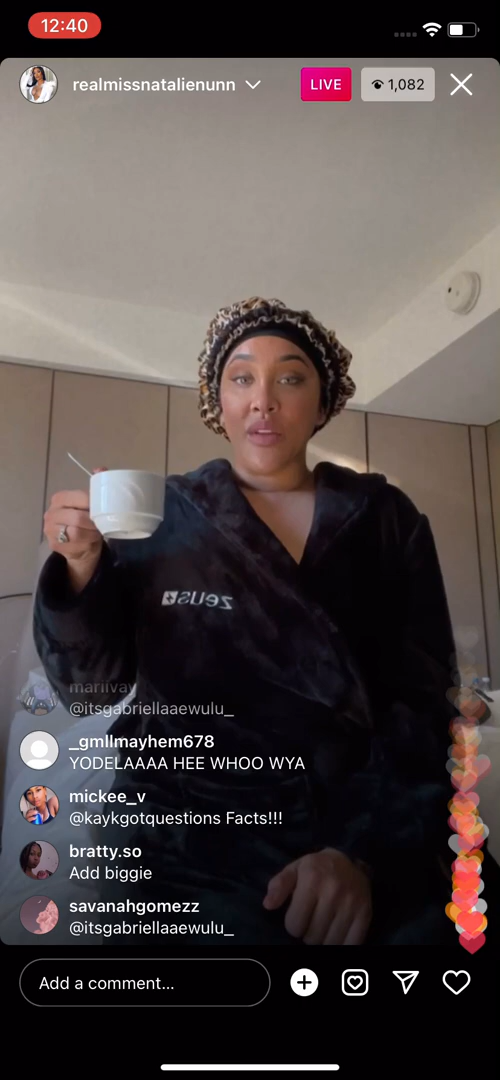 12:40
realmissnatalienunn
LIVE
1,082
zeus
mariivay
@itsgabriellaaewulu_
_gmllmayhem678
YODELAAAA HEE WHOO WYA
mickee_v
@kaykgotquestions Facts!!!
bratty.so
Add biggie
savanahgomezz
@itsgabriellaaewulu_
Add a comment...